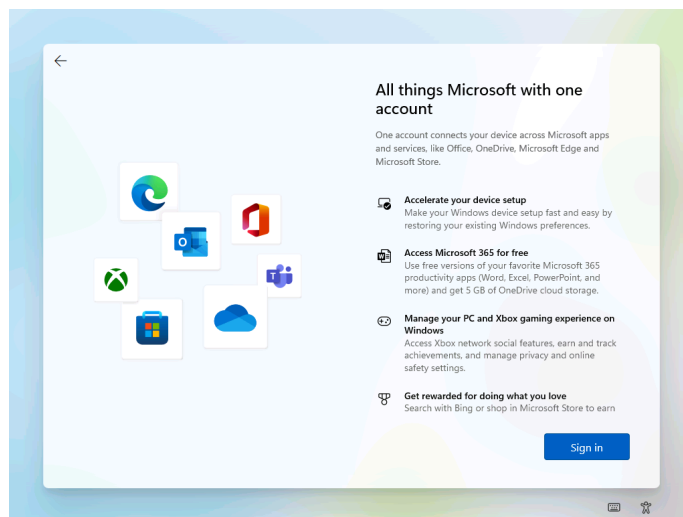 All things Microsoft with one
account
One account connects your device across Microsoft apps
and services, like Office, OneDrive, Microsoft Edge and
Microsoft Store.
Accelerate your device setup
Make your Windows device setup fast and easy by
restoring your existing Windows preferences.
Access Microsoft 365 for free
Use free versions of your favorite Microsoft 365
productivity apps (Word, Excel, PowerPoint, and
more) and get 5 GB of OneDrive cloud storage.
Manage your PC and Xbox gaming experience on
Windows
Access Xbox network social features, earn and track
achievements, and manage privacy and online
safety settings.
Get rewarded for doing what you love
Search with Bing or shop in Microsoft Store to earn
Sign in